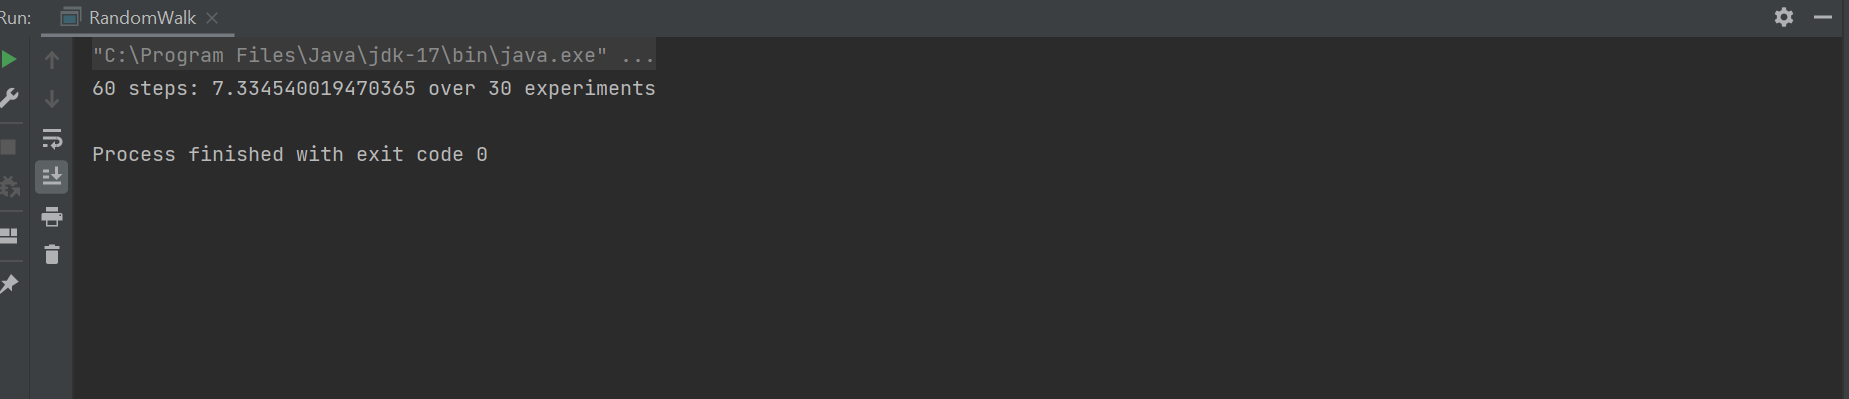 Run: RandomWalk
"C:\Program Files\Java\jdk-17\bin\java.exe" ...
60 steps: 7.334540019470365 over 30 experiments
Process finished with exit code 0